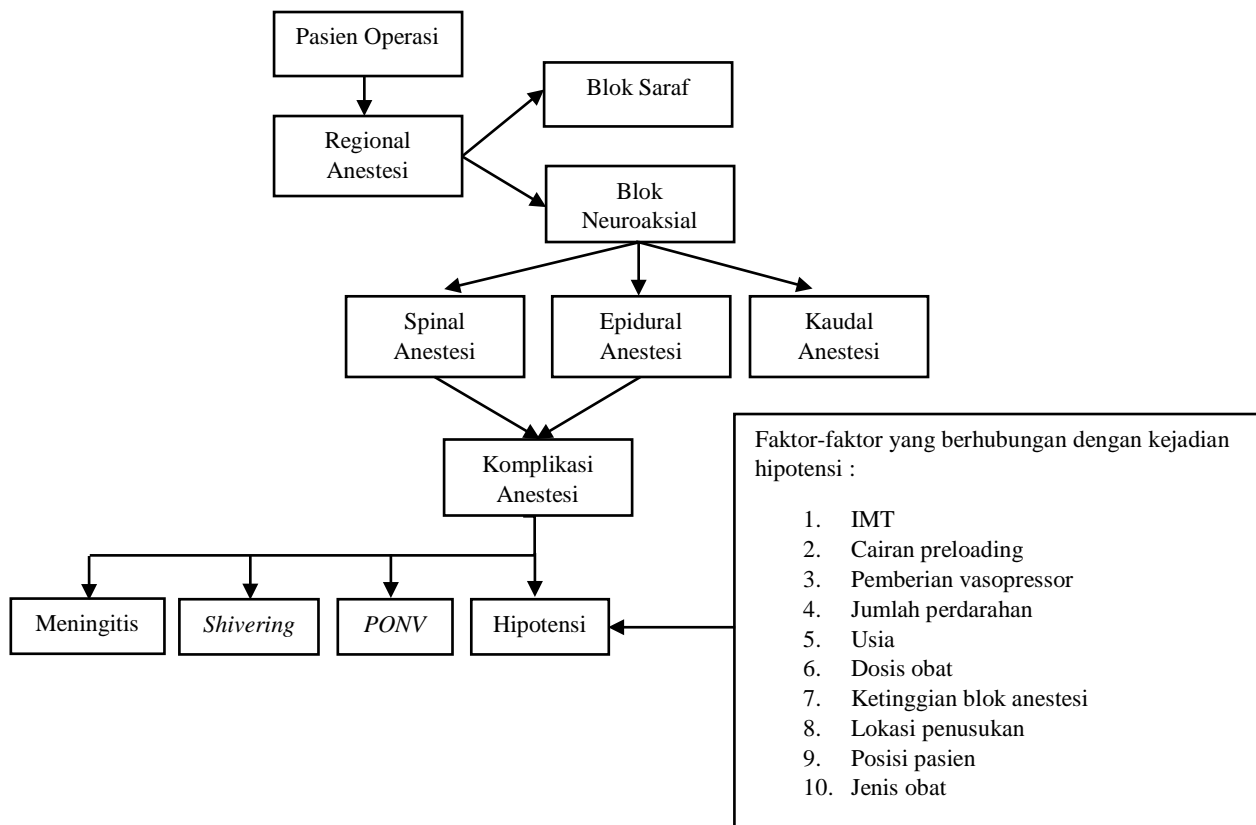 Pasien Operasi
Blok Saraf
Regional
Anestesi
Blok
Neuroaksial
Spinal
Anestesi
Epidural
Anestesi
Kaudal
Anestesi
Komplikasi
Anestesi
Meningitis
Shivering
PONV
Hipotensi
Faktor-faktor yang berhubungan dengan kejadian
hipotensi :
1. IMT
2. Cairan preloading
3. Pemberian vasopressor
4. Jumlah perdarahan
5. Usia
6. Dosis obat
7. Ketinggian blok anestesi
8. Lokasi penusukan
9. Posisi pasien
10. Jenis obat